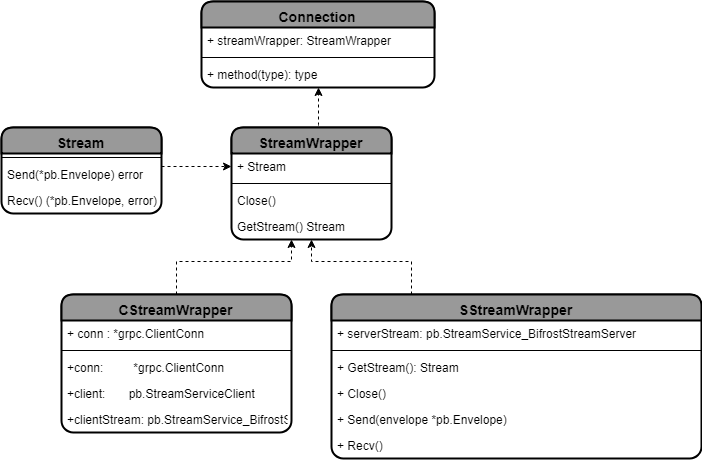 Connection
+ streamWrapper: StreamWrapper
+ method(type): type
Stream
Send(*pb.Envelope) error
Recv() (*pb.Envelope, error)
StreamWrapper
+ Stream
Close()
GetStream() Stream
CStreamWrapper
+ conn : *grpc.ClientConn
+conn: *grpc.ClientConn
+client: pb.StreamServiceClient
+clientStream: pb.StreamService_BifrostS
SStreamWrapper
+ serverStream: pb.StreamService_BifrostStreamServer
+ GetStream(): Stream
+ Close()
+ Send(envelope *pb.Envelope)
+ Recv()